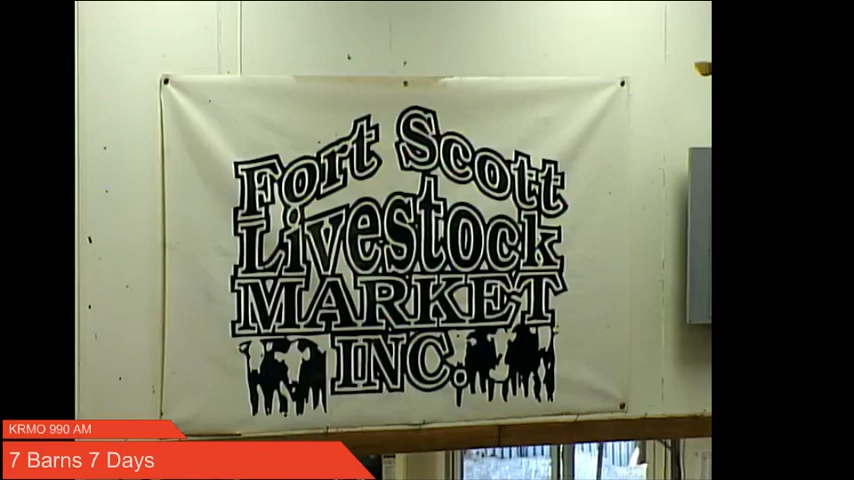 Fort Scott
Livestock
MARKET
INC.
KRMO 990 AM
7 Barns 7 Days